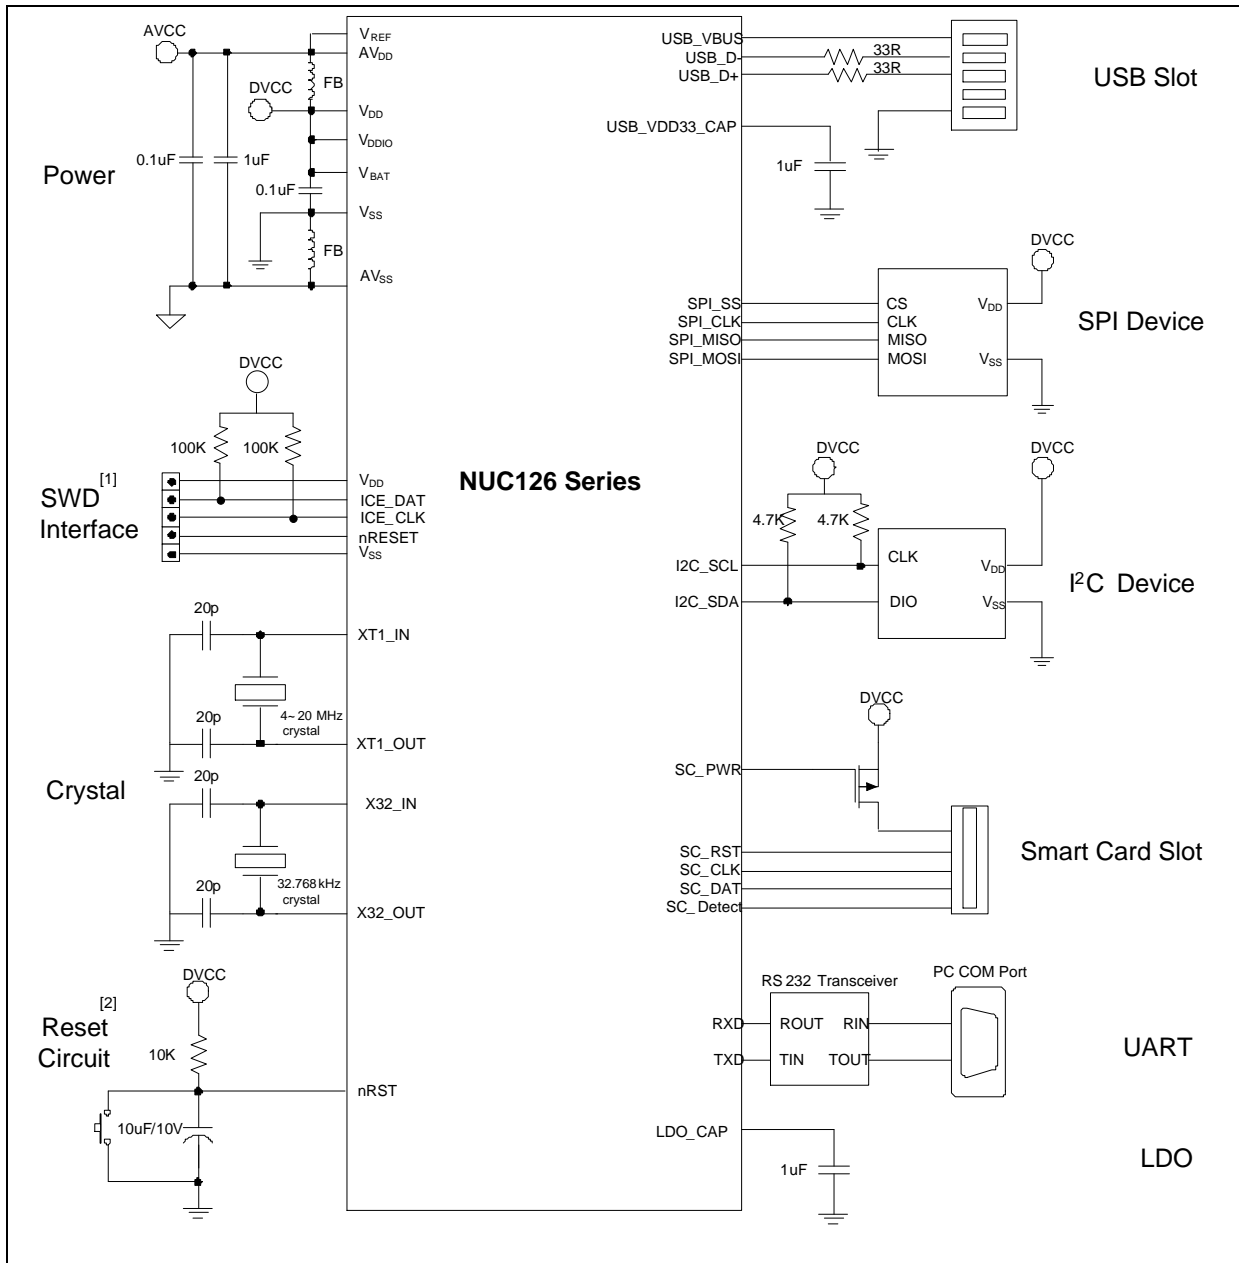 AVCC
VREF
AVDD
FB
DVCC
VDD
VDDIO
0.1uF
1uF
VBAT
Power
0.1uF
VSS
FB
AVSS
DVCC
100K
100K
SWD[1]
Interface
VDD
ICE_DAT
ICE_CLK
nRESET
VSS
20p
XT1_IN
4~20 MHz
crystal
20p
XT1_OUT
Crystal
20p
X32_IN
32.768kHz
crystal
20p
X32_OUT
DVCC
Reset[2]
Circuit
10K
nRST
10uF/10V
NUC126 Series
USB_VBUS
USB_D-
33R
USB_D+
33R
USB Slot
USB_VDD33_CAP
1uF
DVCC
SPI_SS
SPI_CLK
SPI_MISO
SPI_MOSI
CS
CLK
MISO
MOSI
VDD
VSS
SPI Device
DVCC
DVCC
4.7K
4.7K
I2C_SCL
I2C_SDA
CLK
DIO
VDD
VSS
I2C Device
DVCC
SC_PWR
SC_RST
SC_CLK
SC_DAT
SC_Detect
Smart Card Slot
RS 232 Transceiver
PC COM Port
RXD
ROUT
RIN
TXD
TIN
TOUT
UART
LDO_CAP
1uF
LDO